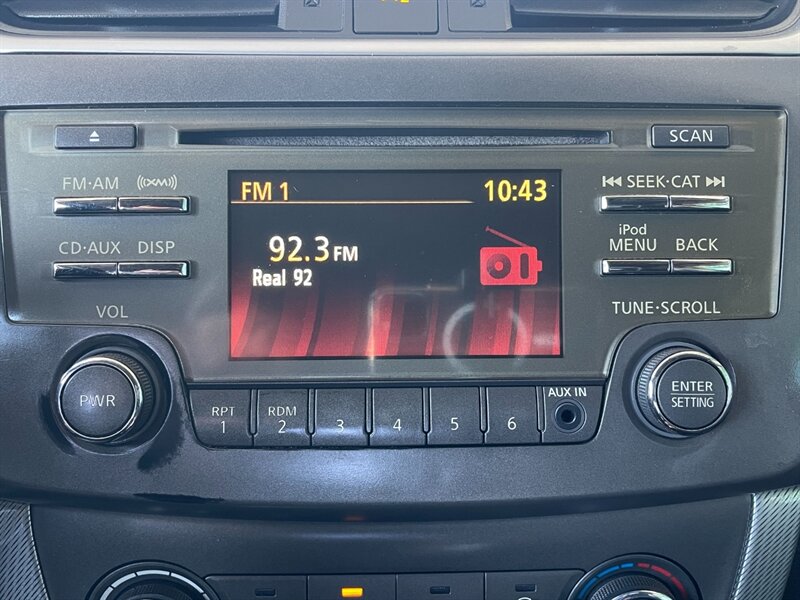 SCAN
FM·AM ((XM))
SEEK·CAT
FM 1 10:43
iPod
CD·AUX DISP
MENU BACK
92.3 FM
Real 92
VOL
TUNE·SCROLL
PWR
ENTER
SETTING
AUX IN
RPT RDM
1 2 3 4 5 6